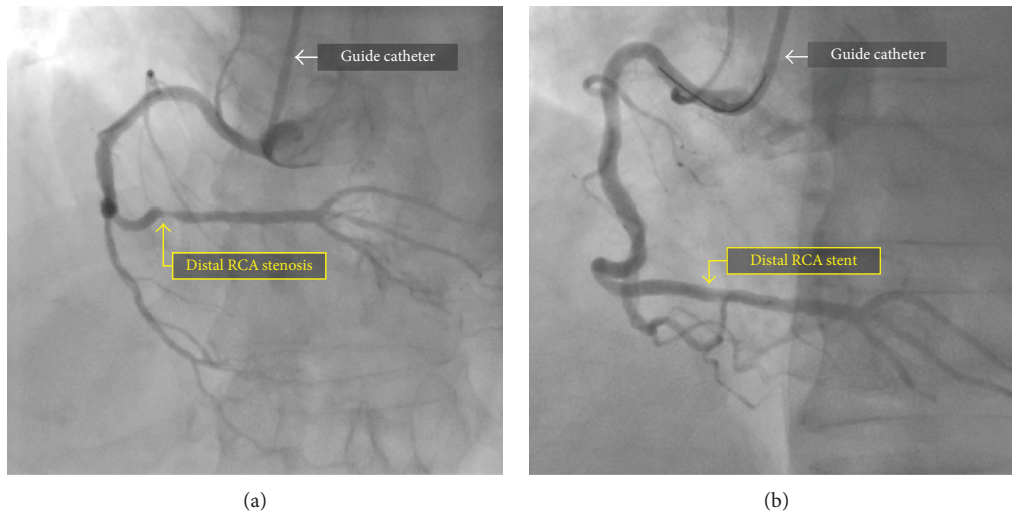 Guide catheter
Distal RCA stenosis
(a)
Guide catheter
Distal RCA stent
(b)